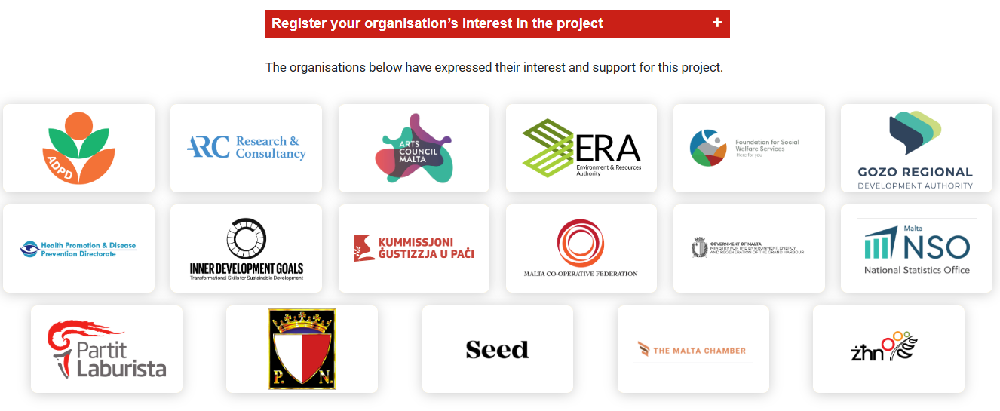 Register your organisation's interest in the project +
The organisations below have expressed their interest and support for this project.
ADPD
ARC Research &
Consultancy
ARTS
COUNCIL
MALTA
ERA
Environment & Resources
Authority
Foundation for Social
Welfare Services
Here for you
GOZO REGIONAL
DEVELOPMENT AUTHORITY
Health Promotion & Disease
Prevention Directorate
INNER DEVELOPMENT GOALS
Transformational Skills for Sustainable Development
KUMMISSJONI
ĠUSTIZZJA U PAĊI
MALTA CO-OPERATIVE FEDERATION
GOVERNMENT OF MALTA
MINISTRY FOR THE ENVIRONMENT, ENERGY
AND REGENERATION OF THE GRAND HARBOUR
Malta
NSO
National Statistics Office
Partit
Laburista
P. N.
Seed
THE MALTA CHAMBER
żħn